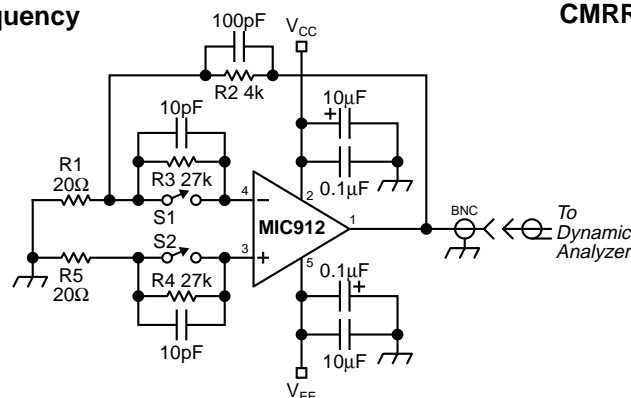 quency
CMRR
100pF
VCC
R2 4k
10µF
+
10pF
R1
20Ω
R3 27k
S1
0.1µF
4
−
2
MIC912
1
BNC
To
Dynamic
Analyzer
S2
3
+
R5
20Ω
R4 27k
10pF
5
0.1µF
+
10µF
VEE